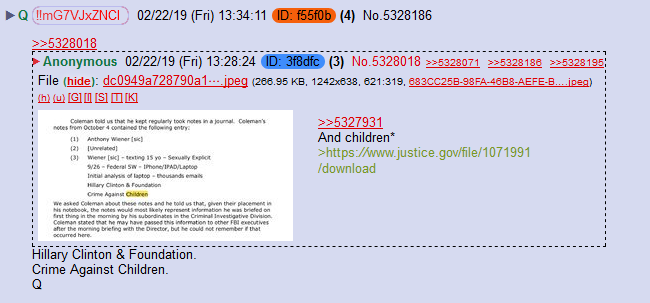 Q !!mG7VJxZNCI 02/22/19 (Fri) 13:34:11 ID: f55f0b (4) No.5328186
>>5328018
Anonymous 02/22/19 (Fri) 13:28:24 ID: 3f8dfc (3) No.5328018 >>5328071 >>5328186 >>5328195
File (hide): dc0949a728790a1⋯.jpeg (266.95 KB, 1242x638, 621:319, 683CC25B-98FA-46B8-AEFE-B….jpeg)
(h) (u) [G] [I] [S] [T] [K]
Coleman told us that he kept regularly took notes in a journal. Coleman's
notes from October 4 contained the following entry:
(1) Anthony Wiener [sic]
(2) [Unrelated]
(3) Wiener [sic] – texting 15 yo – Sexually Explicit
9/26 – Federal SW – IPhone/IPAD/Laptop
Initial analysis of laptop – thousands emails
Hillary Clinton & Foundation
Crime Against Children
We asked Coleman about these notes and he told us that, given their placement in
his notebook, the notes would most likely represent information he was briefed on
first thing in the morning by his subordinates in the Criminal Investigative Division.
Coleman stated that he may have passed this information to other FBI executives
after the morning briefing with the Director, but he could not remember if that
occurred here.
>>5327931
And children*
>https://www.justice.gov/file/1071991
/download
Hillary Clinton & Foundation.
Crime Against Children.
Q